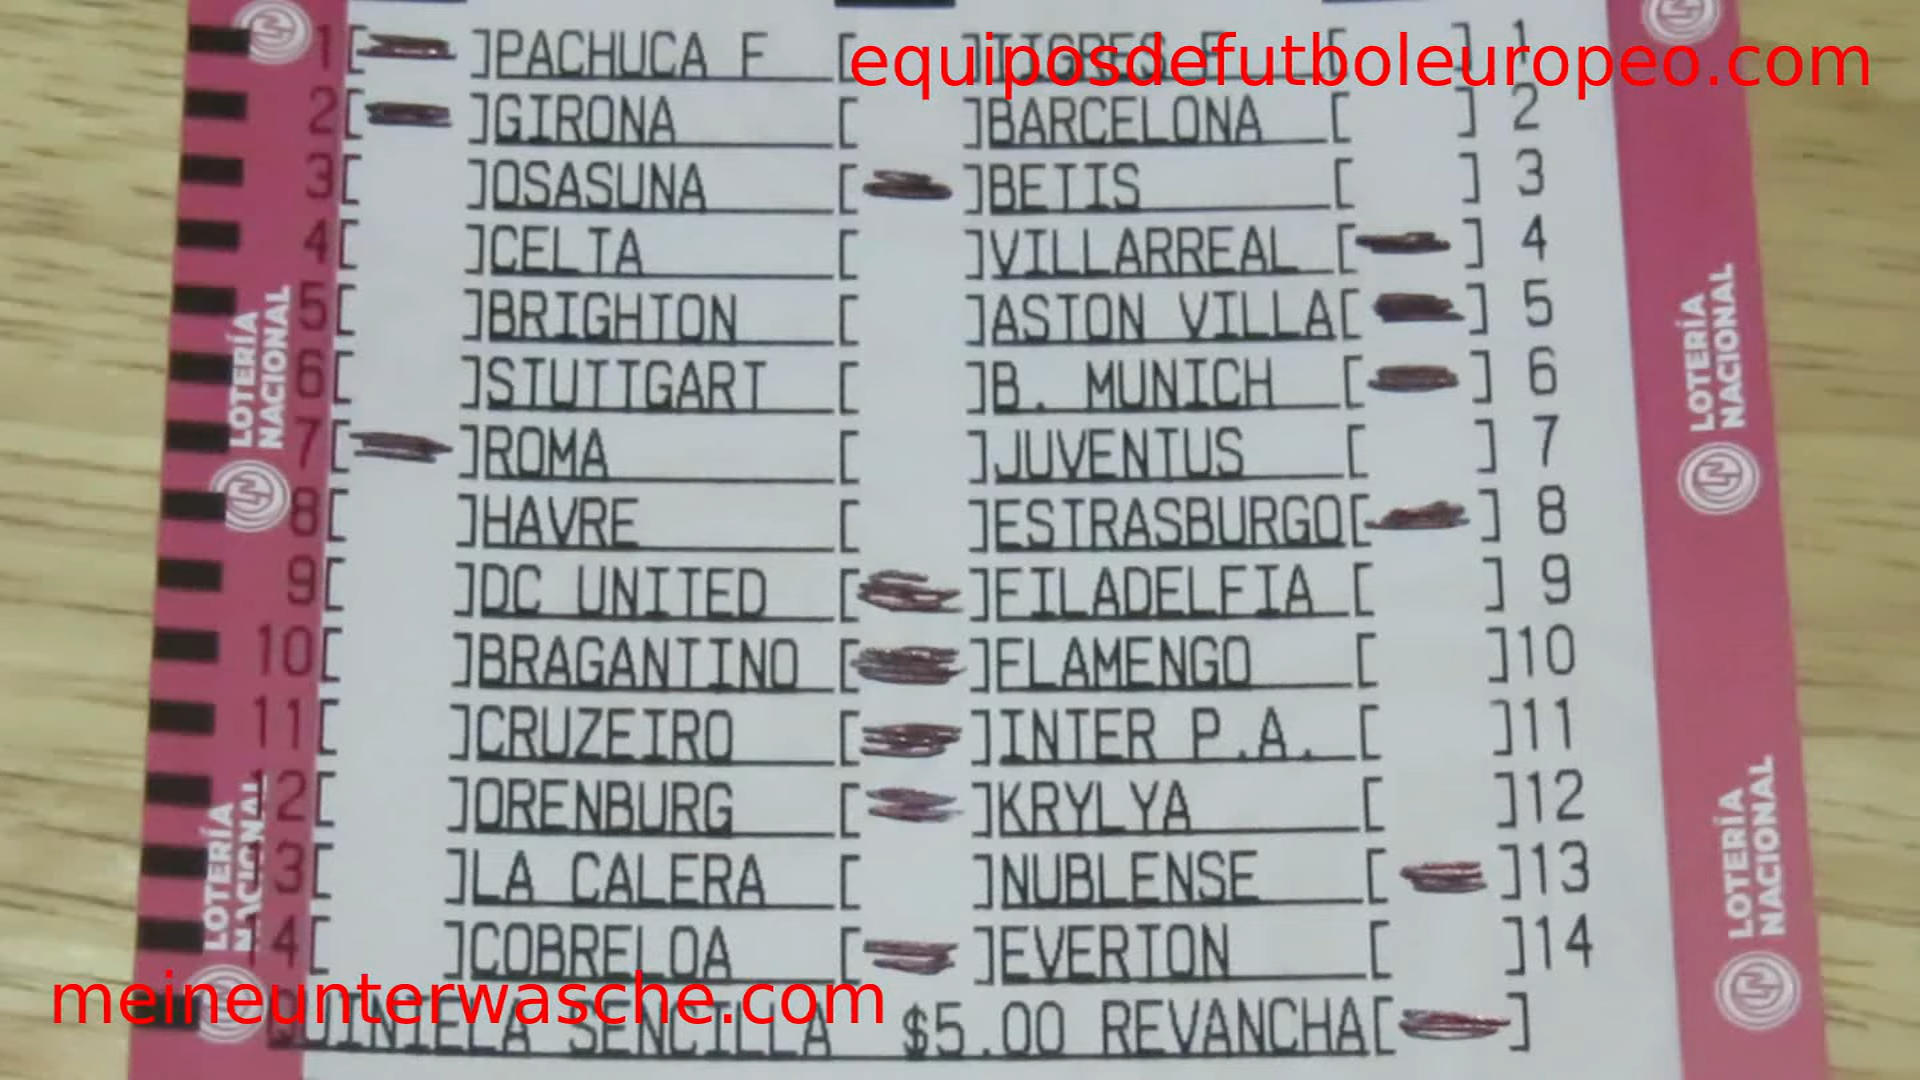 1[ ]PACHUCA F [ ]TIGRES F [ ] 1
equiposdefutboleuropeo.com
2[ ]GIRONA [ ]BARCELONA [ ] 2
3[ ]OSASUNA [ ]BETIS [ ] 3
4[ ]CELTA [ ]VILLARREAL [ ] 4
5[ ]BRIGHTON [ ]ASTON VILLA[ ] 5
6[ ]STUTTGART [ ]B. MUNICH [ ] 6
7[ ]ROMA [ ]JUVENTUS [ ] 7
8[ ]HAVRE [ ]ESTRASBURGO[ ] 8
9[ ]DC UNITED [ ]FILADELFIA [ ] 9
10[ ]BRAGANTINO [ ]FLAMENGO [ ]10
11[ ]CRUZEIRO [ ]INTER P.A. [ ]11
12[ ]ORENBURG [ ]KRYLYA [ ]12
13[ ]LA CALERA [ ]NUBLENSE [ ]13
14[ ]COBRELOA [ ]EVERTON [ ]14
meineunterwasche.com
QUINIELA SENCILLA $5.00 REVANCHA[ ]
LOTERÍA NACIONAL
LOTERÍA NACIONAL
LOTERÍA NACIONAL
LOTERÍA NACIONAL